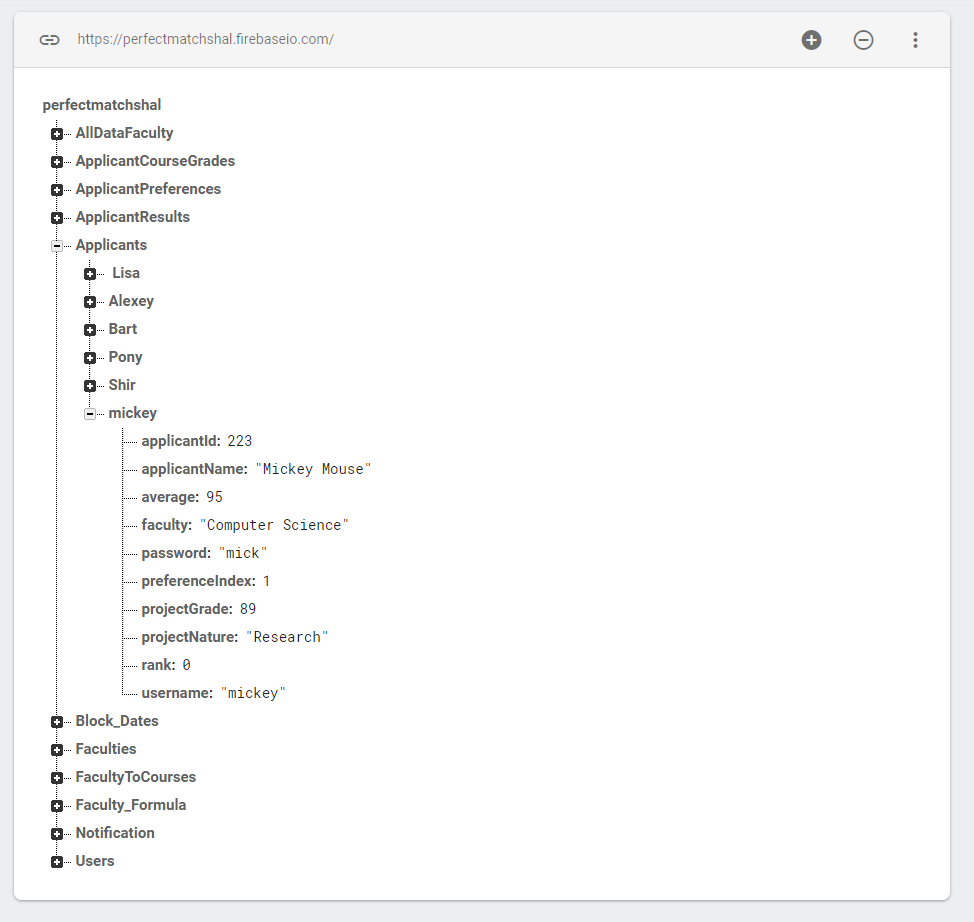 https://perfectmatchshal.firebaseio.com/
perfectmatchshal
AllDataFaculty
ApplicantCourseGrades
ApplicantPreferences
ApplicantResults
Applicants
Lisa
Alexey
Bart
Pony
Shir
mickey
applicantId: 223
applicantName: "Mickey Mouse"
average: 95
faculty: "Computer Science"
password: "mick"
preferenceIndex: 1
projectGrade: 89
projectNature: "Research"
rank: 0
username: "mickey"
Block_Dates
Faculties
FacultyToCourses
Faculty_Formula
Notification
Users